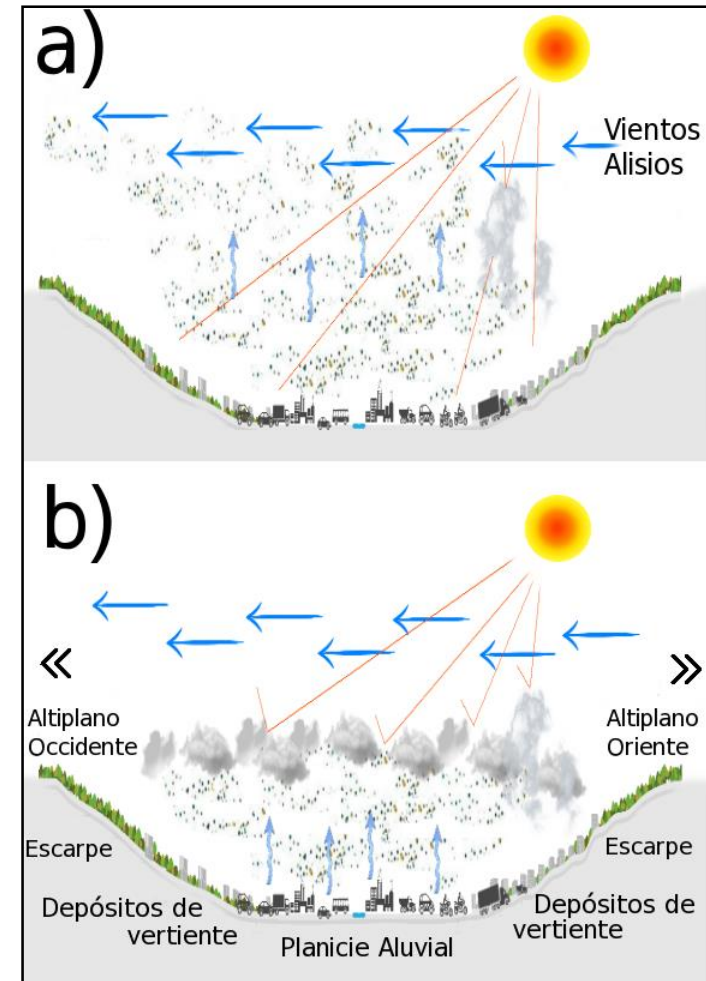 a)
Vientos
Alisios
b)
« »
Altiplano
Occidente
Altiplano
Oriente
Escarpe
Escarpe
Depósitos de
vertiente
Depósitos de
vertiente
Planicie Aluvial